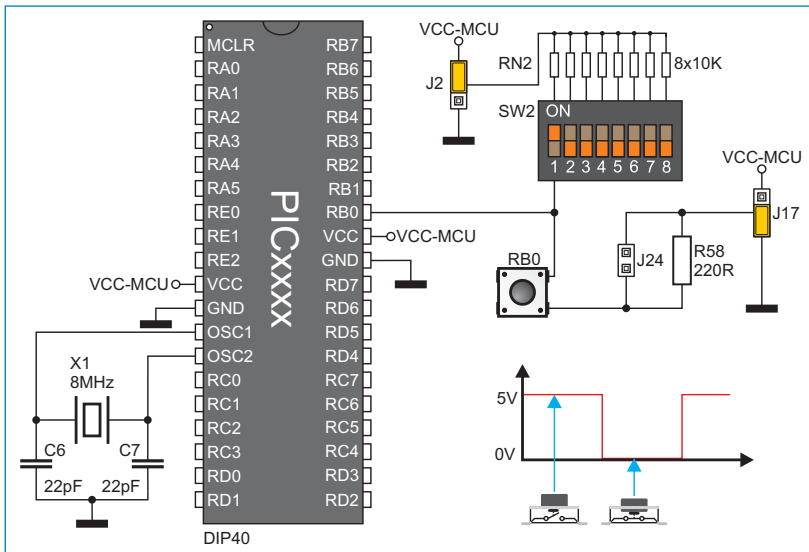 VCC-MCU
J2
RN2
8x10K
SW2
ON
1 2 3 4 5 6 7 8
MCLR
RA0
RA1
RA2
RA3
RA4
RA5
RE0
RE1
RE2
VCC
GND
OSC1
OSC2
RC0
RC1
RC2
RC3
RD0
RD1
PICxxxx
RB7
RB6
RB5
RB4
RB3
RB2
RB1
RB0
VCC
GND
RD7
RD6
RD5
RD4
RC7
RC6
RC5
RC4
RD3
RD2
DIP40
VCC-MCU
VCC-MCU
VCC-MCU
J17
J24
R58
220R
RB0
X1
8MHz
C6
C7
22pF
22pF
5V
0V